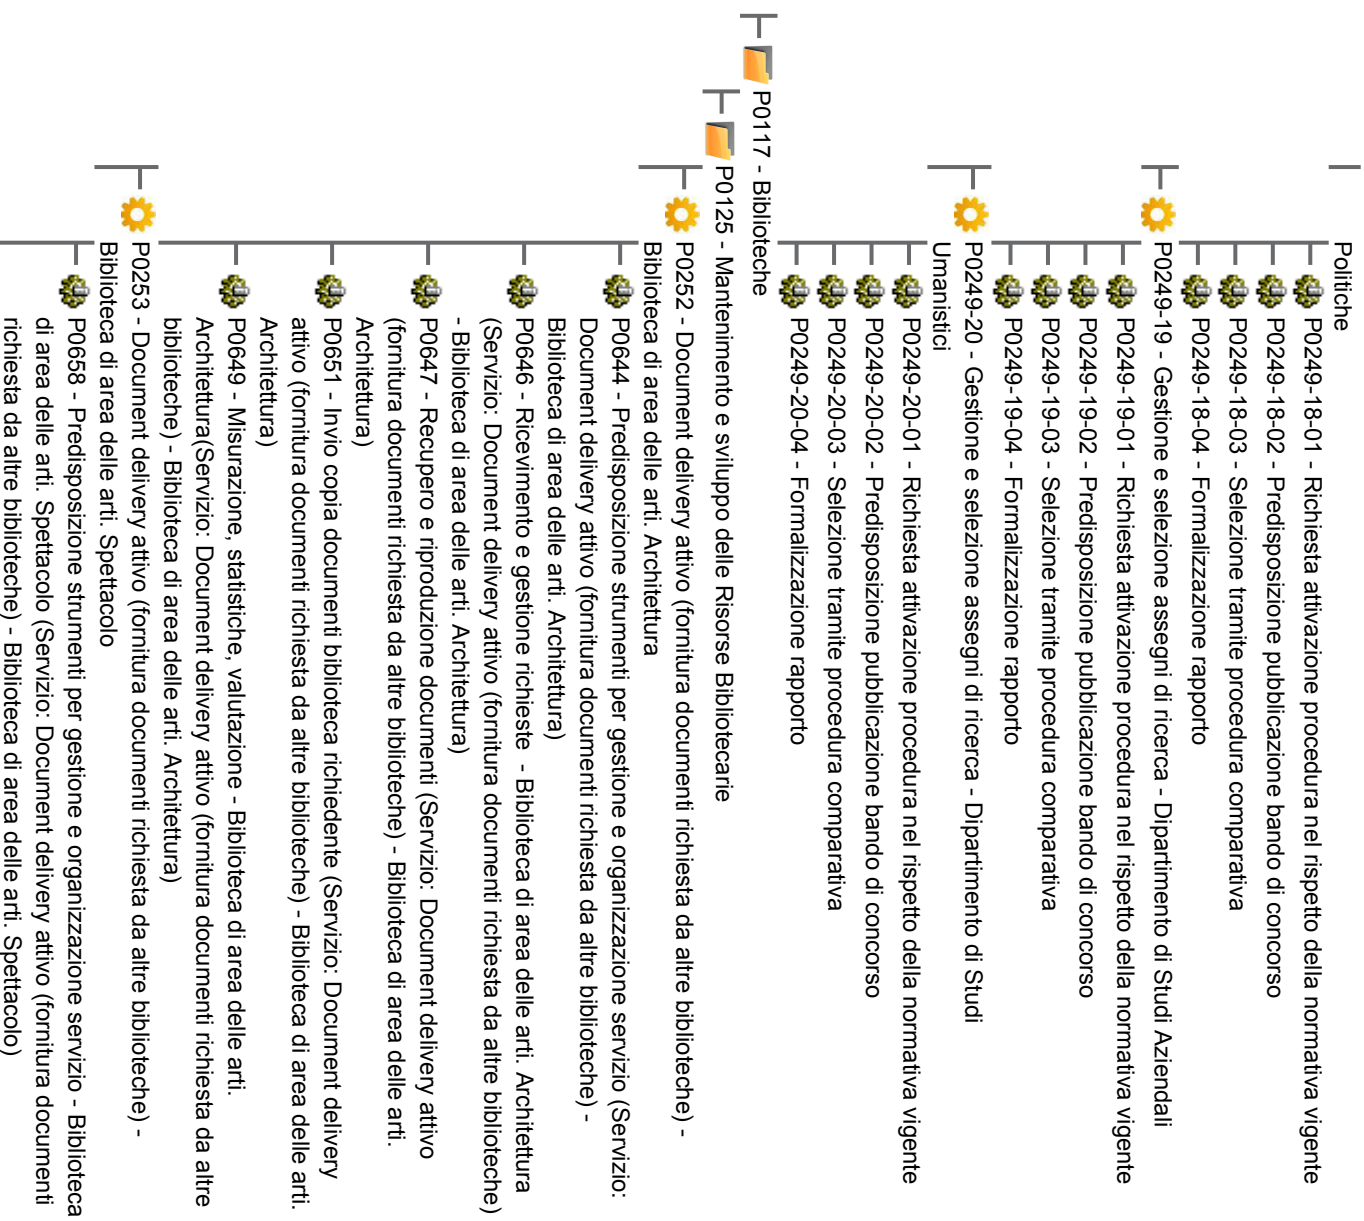 Politiche
P0249-18-01 - Richiesta attivazione procedura nel rispetto della normativa vigente
P0249-18-02 - Predisposizione pubblicazione bando di concorso
P0249-18-03 - Selezione tramite procedura comparativa
P0249-18-04 - Formalizzazione rapporto
P0249-19 - Gestione e selezione assegni di ricerca - Dipartimento di Studi Aziendali
P0249-19-01 - Richiesta attivazione procedura nel rispetto della normativa vigente
P0249-19-02 - Predisposizione pubblicazione bando di concorso
P0249-19-03 - Selezione tramite procedura comparativa
P0249-19-04 - Formalizzazione rapporto
P0249-20 - Gestione e selezione assegni di ricerca - Dipartimento di Studi
Umanistici
P0249-20-01 - Richiesta attivazione procedura nel rispetto della normativa vigente
P0249-20-02 - Predisposizione pubblicazione bando di concorso
P0249-20-03 - Selezione tramite procedura comparativa
P0249-20-04 - Formalizzazione rapporto
P0117 - Biblioteche
P0125 - Mantenimento e sviluppo delle Risorse Bibliotecarie
P0252 - Document delivery attivo (fornitura documenti richiesta da altre biblioteche) -
Biblioteca di area delle arti. Architettura
P0644 - Predisposizione strumenti per gestione e organizzazione servizio (Servizio:
Document delivery attivo (fornitura documenti richiesta da altre biblioteche) -
Biblioteca di area delle arti. Architettura)
P0646 - Ricevimento e gestione richieste - Biblioteca di area delle arti. Architettura
(Servizio: Document delivery attivo (fornitura documenti richiesta da altre biblioteche)
- Biblioteca di area delle arti. Architettura)
P0647 - Recupero e riproduzione documenti (Servizio: Document delivery attivo
(fornitura documenti richiesta da altre biblioteche) - Biblioteca di area delle arti.
Architettura)
P0651 - Invio copia documenti biblioteca richiedente (Servizio: Document delivery
attivo (fornitura documenti richiesta da altre biblioteche) - Biblioteca di area delle arti.
Architettura)
P0649 - Misurazione, statistiche, valutazione - Biblioteca di area delle arti.
Architettura(Servizio: Document delivery attivo (fornitura documenti richiesta da altre
biblioteche) - Biblioteca di area delle arti. Architettura)
P0253 - Document delivery attivo (fornitura documenti richiesta da altre biblioteche) -
Biblioteca di area delle arti. Spettacolo
P0658 - Predisposizione strumenti per gestione e organizzazione servizio - Biblioteca
di area delle arti. Spettacolo (Servizio: Document delivery attivo (fornitura documenti
richiesta da altre biblioteche) - Biblioteca di area delle arti. Spettacolo)